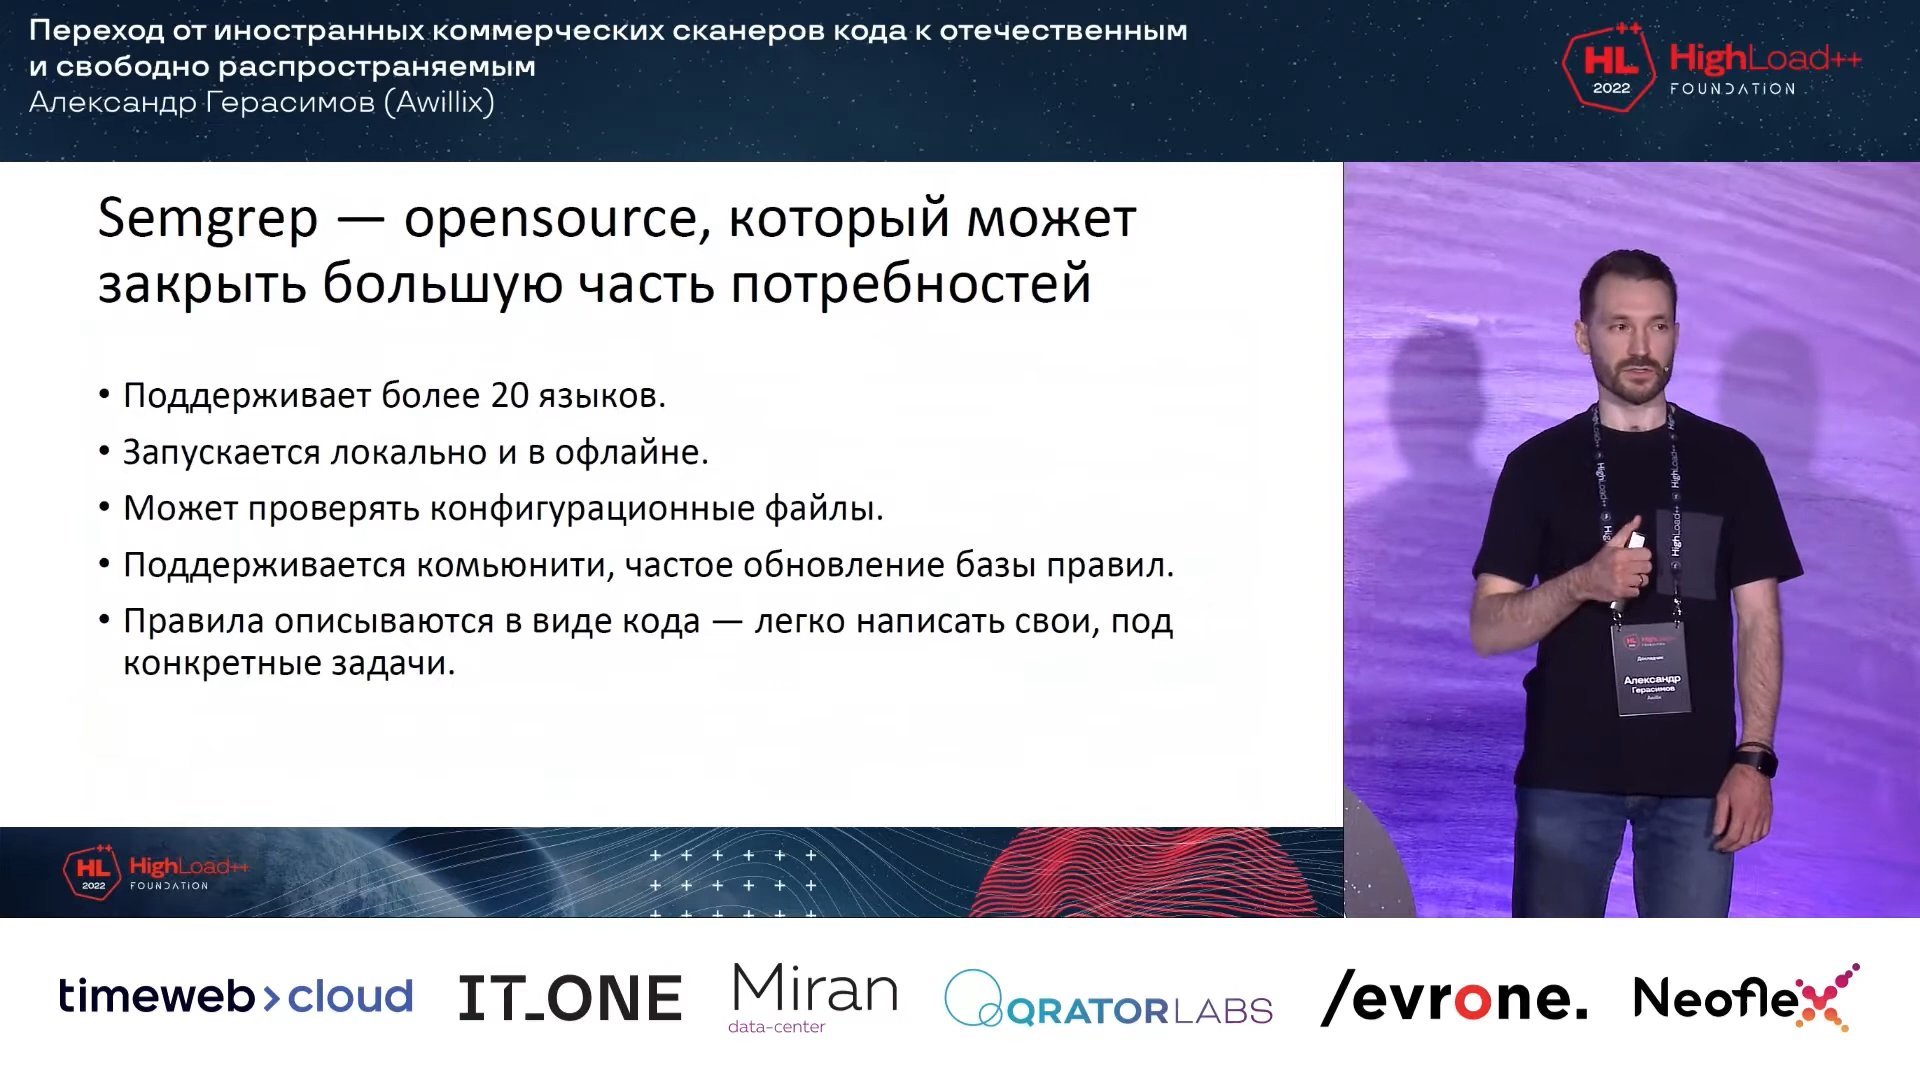 Переход от иностранных коммерческих сканеров кода к отечественным
и свободно распространяемым
Александр Герасимов (Awillix)
HL
2022
HighLoad++
FOUNDATION
Semgrep — opensource, который может
закрыть большую часть потребностей
• Поддерживает более 20 языков.
• Запускается локально и в офлайне.
• Может проверять конфигурационные файлы.
• Поддерживается комьюнити, частое обновление базы правил.
• Правила описываются в виде кода — легко написать свои, под
конкретные задачи.
HL
2022
HighLoad++
FOUNDATION
HighLoad++
Докладчик
Александр
Герасимов
Awillix
timeweb>cloud
IT_ONE
Miran
data-center
QRATORLABS
/evrone.
Neoflex